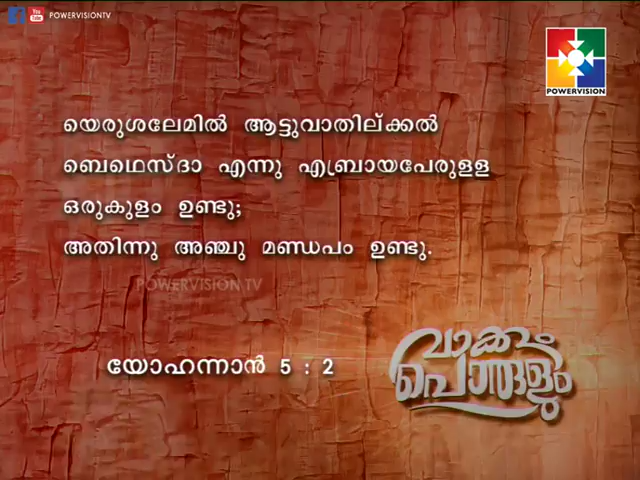 POWERVISIONTV
POWERVISION
യെരുശലേമിൽ ആട്ടുവാതില്ക്കൽ
ബെഥെസ്ദാ എന്നു എബ്രായപേരുളള
ഒരുകുളം ഉണ്ടു;
അതിന്നു അഞ്ചു മണ്ഡപം ഉണ്ടു.
POWERVISION TV
യോഹന്നാൻ 5 : 2
വാക്കും
പൊരുളും